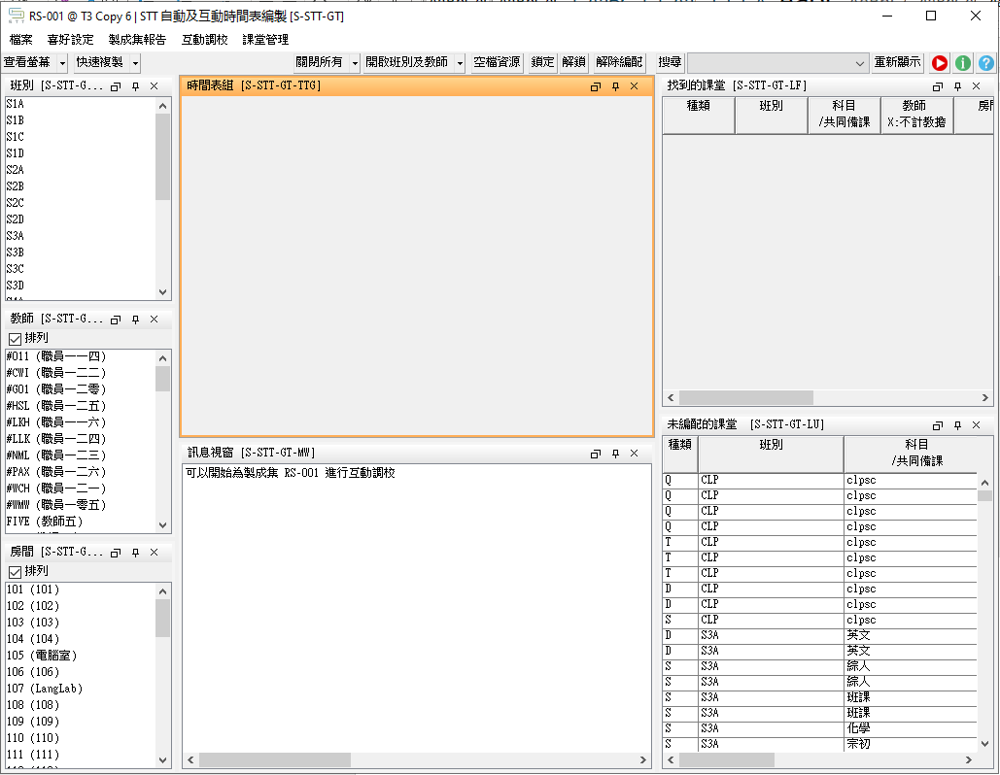 RS-001 @ T3 Copy 6 | STT 自動及互動時間表編製 [S-STT-GT]
檔案 喜好設定 製成集報告 互動調校 課堂管理
查看螢幕 快速複製 關閉所有 開啟班別及教師 空檔資源 鎖定 解鎖 解除編配 搜尋 重新顯示
班別 [S-STT-G...
S1A
S1B
S1C
S1D
S2A
S2B
S2C
S2D
S3A
S3B
S3C
S3D
教師 [S-STT-G...
排列
#011 (職員一一四)
#CWI (職員一二二)
#GO1 (職員一二零)
#HSL (職員一二五)
#LKH (職員一一六)
#LLK (職員一二四)
#NML (職員一二三)
#PAX (職員一二六)
#WCH (職員一二一)
#WMW (職員一零五)
FIVE (教師五)
房間 [S-STT-G...
排列
101 (101)
102 (102)
103 (103)
104 (104)
105 (電腦室)
106 (106)
107 (LangLab)
108 (108)
109 (109)
110 (110)
111 (111)
時間表組 [S-STT-GT-TTG]
訊息視窗 [S-STT-GT-MW]
可以開始為製成集 RS-001 進行互動調校
找到的課堂 [S-STT-GT-LF]
種類 班別 科目 教師 房
/共同備課 X:不計教擔
未編配的課堂 [S-STT-GT-LU]
種類 班別 科目
/共同備課
Q CLP clpsc
Q CLP clpsc
Q CLP clpsc
Q CLP clpsc
T CLP clpsc
T CLP clpsc
T CLP clpsc
D CLP clpsc
D CLP clpsc
S CLP clpsc
D S3A 英文
D S3A 英文
S S3A 綜人
S S3A 綜人
S S3A 班課
S S3A 班課
S S3A 化學
S S3A 宗初